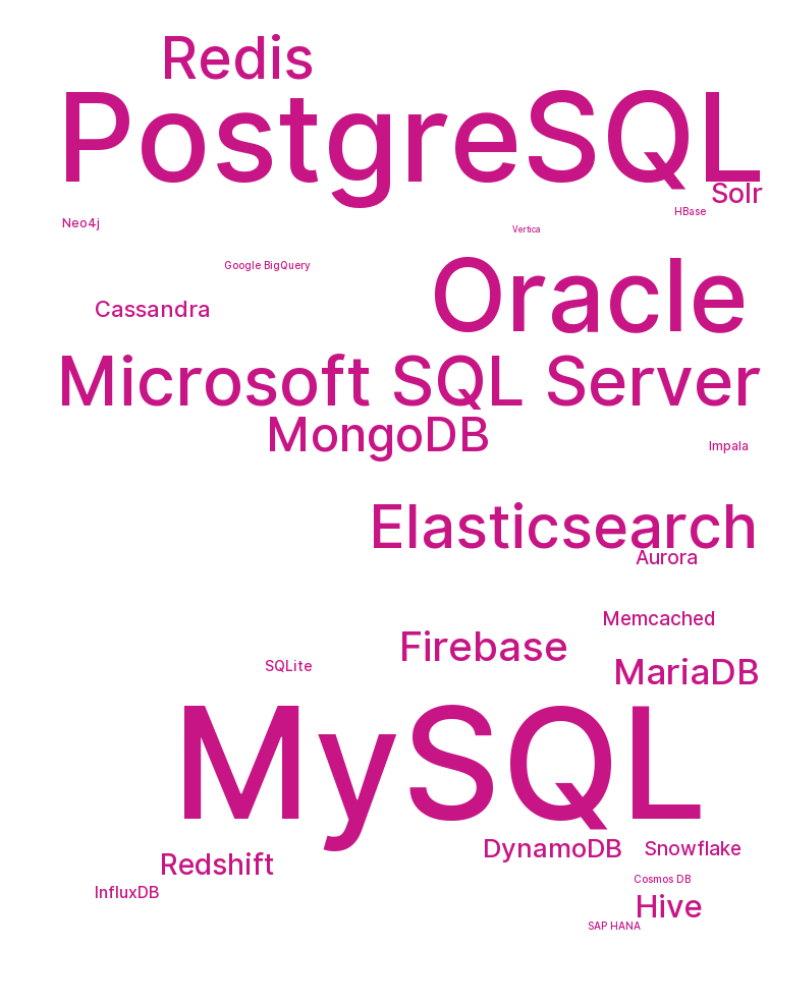 Redis
PostgreSQL
Solr
HBase
Neo4j
Vertica
Google BigQuery
Oracle
Cassandra
Microsoft SQL Server
MongoDB
Impala
Elasticsearch
Aurora
Memcached
Firebase
SQLite
MariaDB
MySQL
DynamoDB
Snowflake
Redshift
Cosmos DB
InfluxDB
Hive
SAP HANA